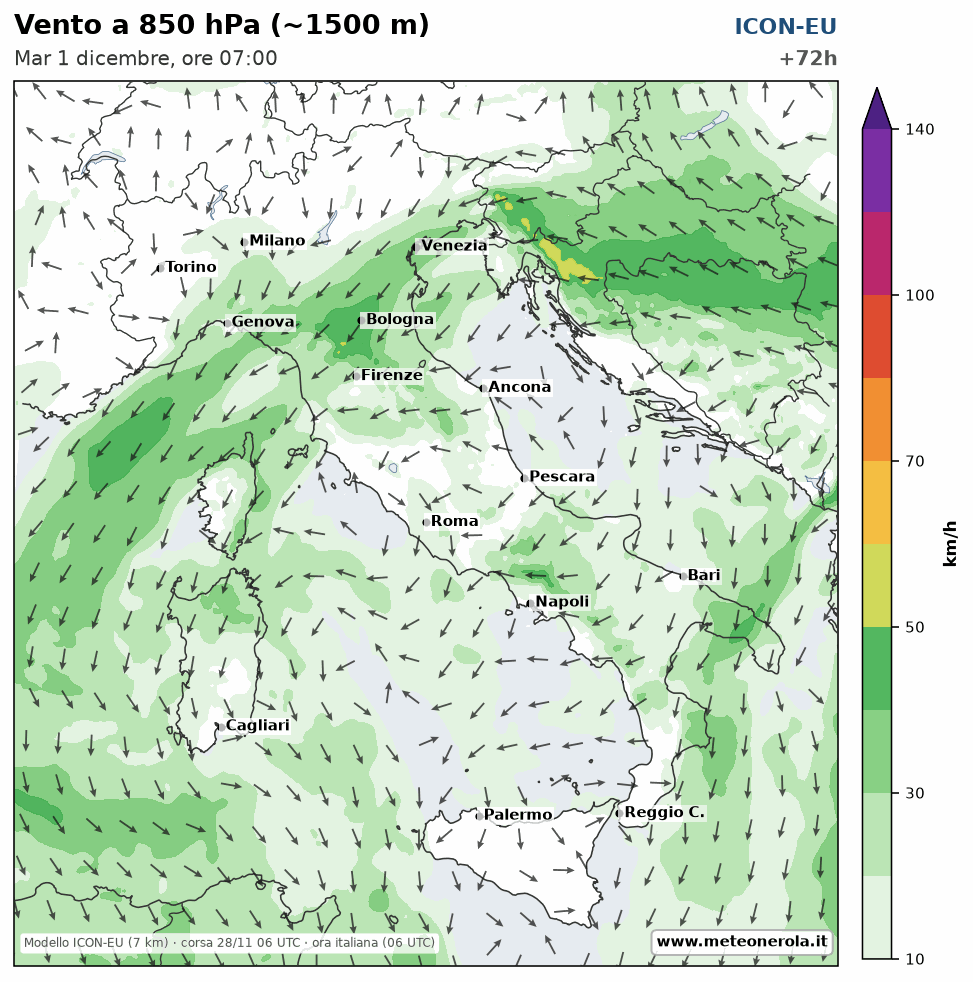 Vento a 850 hPa (~1500 m)
ICON-EU
Mar 1 dicembre, ore 07:00
+72h
Milano
Venezia
Torino
Genova
Bologna
Firenze
Ancona
Pescara
Roma
Bari
Napoli
Cagliari
Palermo
Reggio C.
140
100
70
50
30
10
km/h
Modello ICON-EU (7 km) · corsa 28/11 06 UTC · ora italiana (06 UTC)
www.meteonerola.it